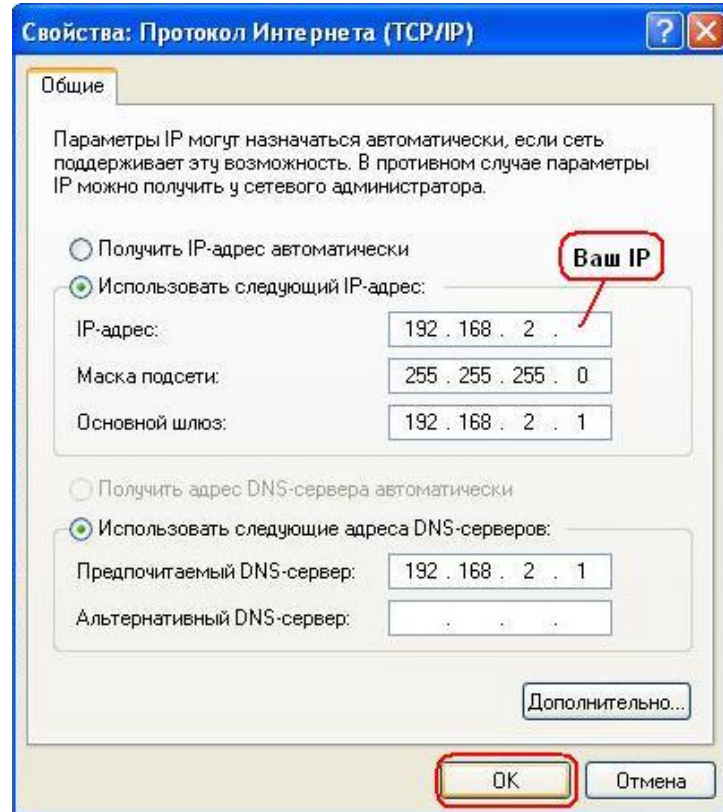 Свойства: Протокол Интернета (TCP/IP)
?
Общие
Параметры IP могут назначаться автоматически, если сеть
поддерживает эту возможность. В противном случае параметры
IP можно получить у сетевого администратора.
Получить IP-адрес автоматически
Ваш IP
Использовать следующий IP-адрес:
IP-адрес: 192 . 168 . 2 .
Маска подсети: 255 . 255 . 255 . 0
Основной шлюз: 192 . 168 . 2 . 1
Получить адрес DNS-сервера автоматически
Использовать следующие адреса DNS-серверов:
Предпочитаемый DNS-сервер: 192 . 168 . 2 . 1
Альтернативный DNS-сервер: . . .
Дополнительно...
OK Отмена